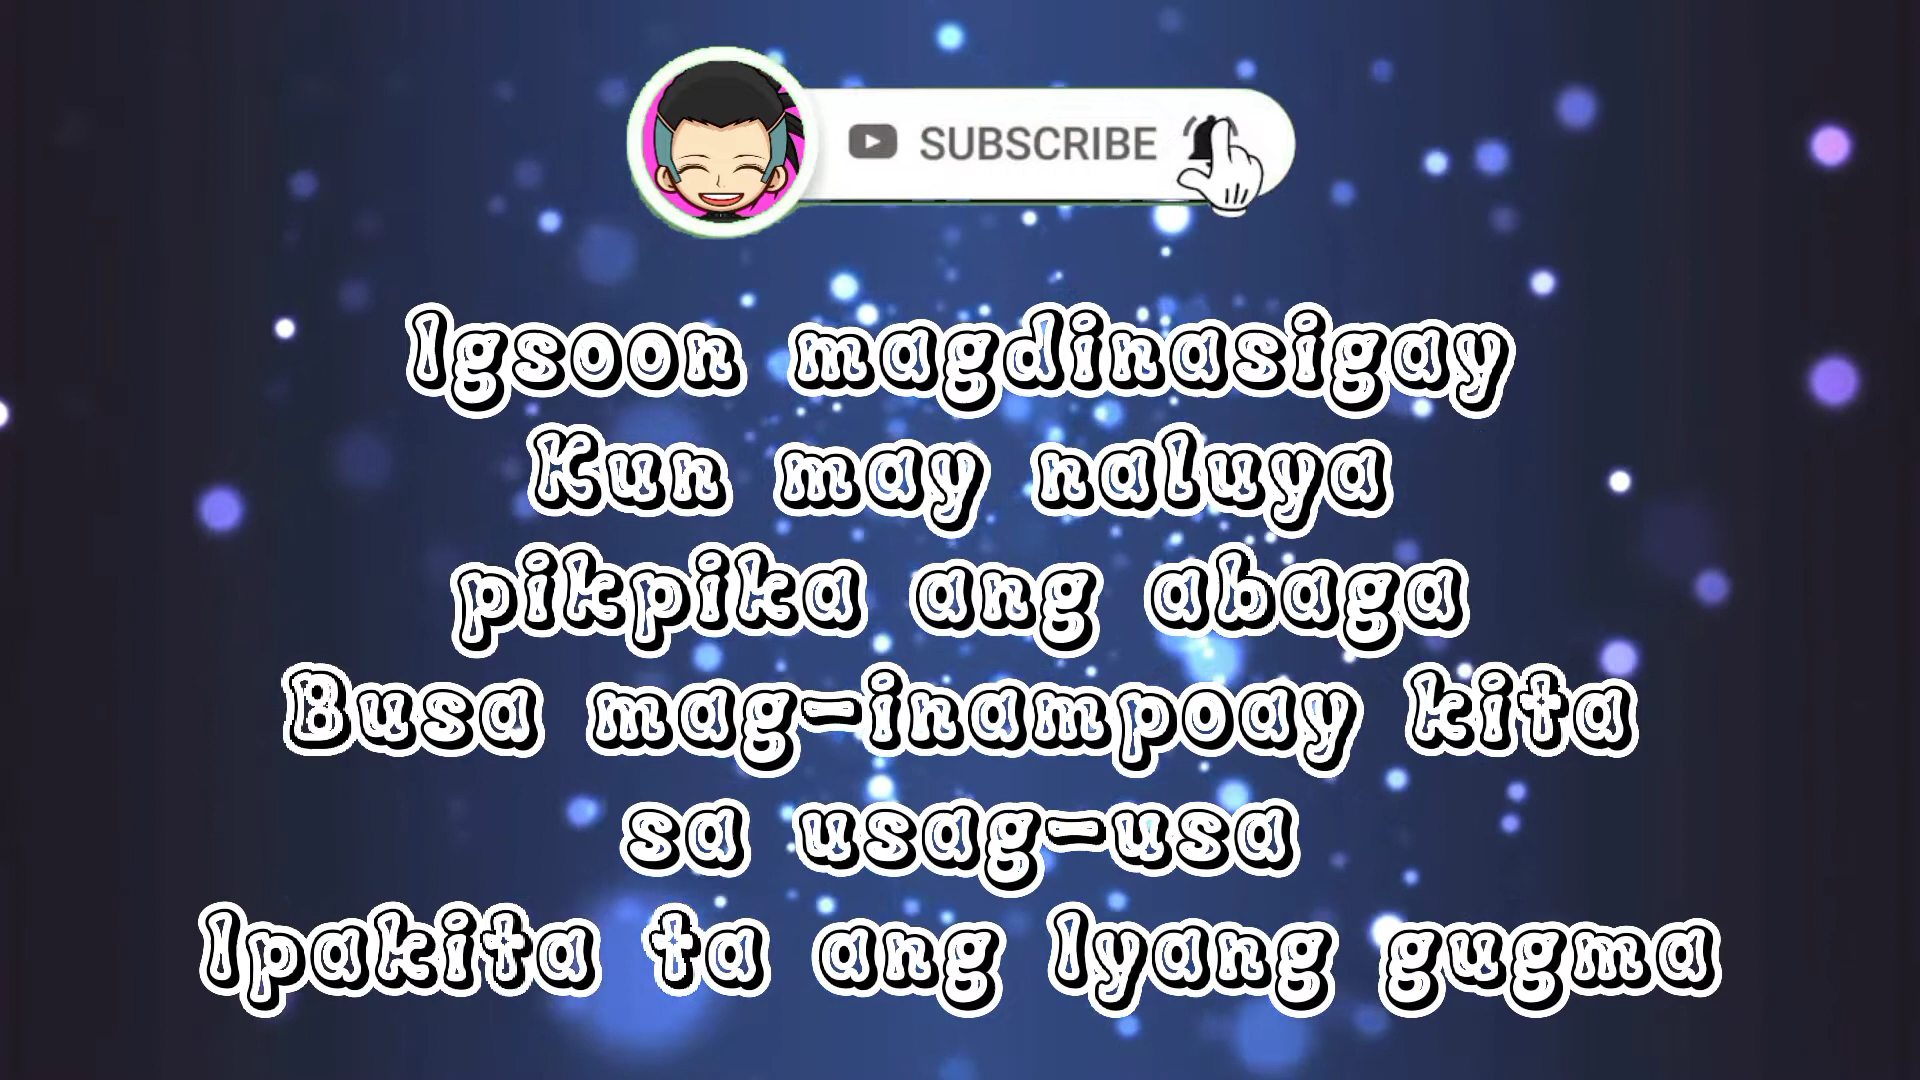 SUBSCRIBE
Igsoon magdinasigay
Kun may naluya
pikpika ang abaga
Busa mag-inampoay kita
sa usag-usa
Ipakita ta ang Iyang gugma